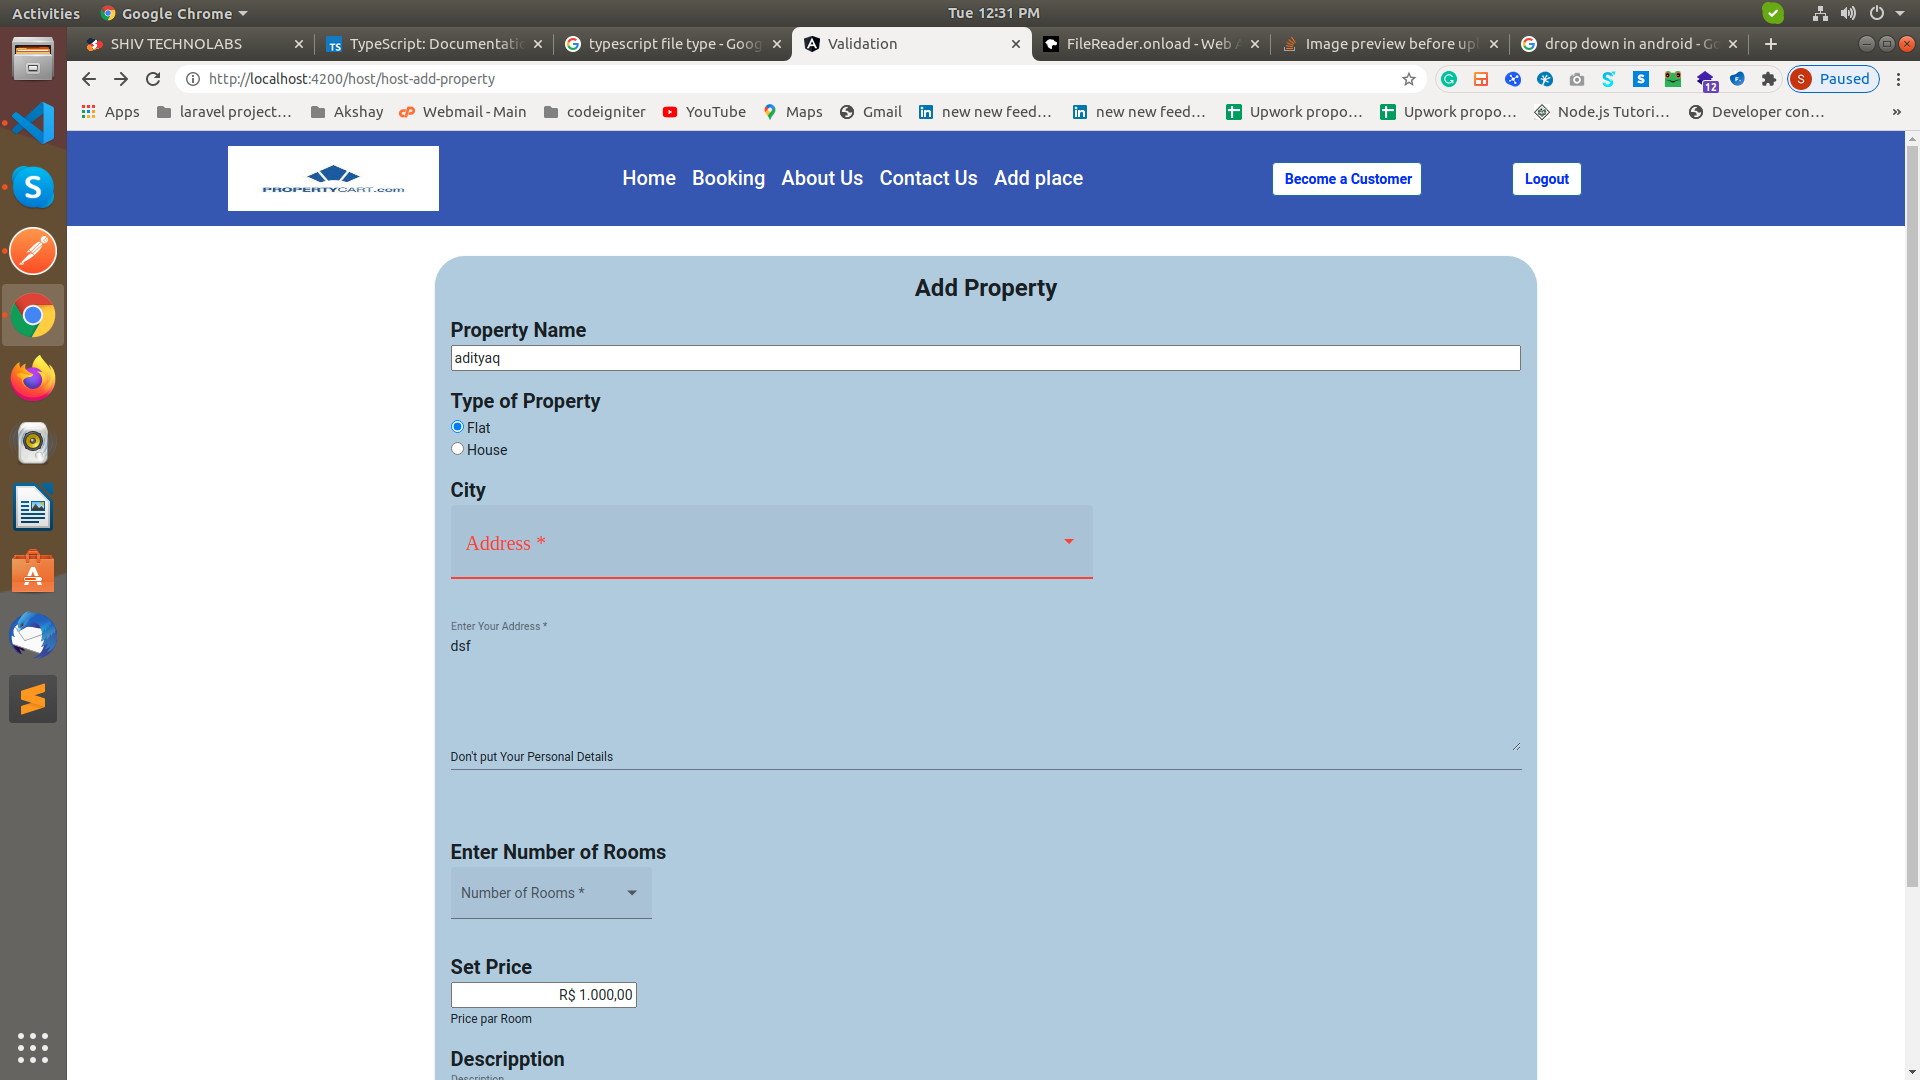 Activities Google Chrome Tue 12:31 PM
SHIV TECHNOLABS TypeScript: Documentatio typescript file type - Goog Validation FileReader.onload - Web A Image preview before upl drop down in android - Go
http://localhost:4200/host/host-add-property 12 S Paused
Apps laravel project... Akshay Webmail - Main codeigniter YouTube Maps Gmail new new feed... new new feed... Upwork propo... Upwork propo... Node.js Tutori... Developer con... »
PROPERTYCART.com Home Booking About Us Contact Us Add place Become a Customer Logout
Add Property
Property Name
adityaq
Type of Property
Flat
House
City
Address *
Enter Your Address *
dsf
Don't put Your Personal Details
Enter Number of Rooms
Number of Rooms *
Set Price
R$ 1.000,00
Price par Room
Descripption
Description